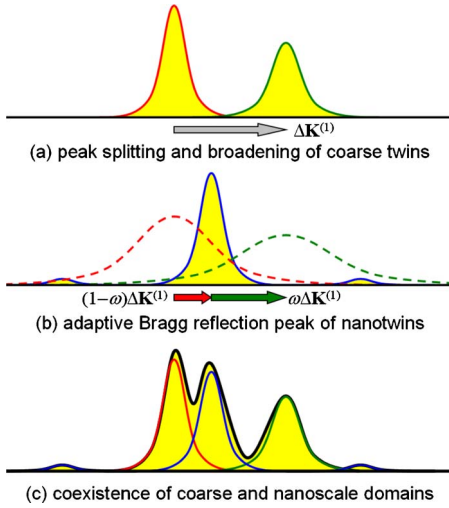 ΔK⁽¹⁾
(a) peak splitting and broadening of coarse twins
(1−ω)ΔK⁽¹⁾ ωΔK⁽¹⁾
(b) adaptive Bragg reflection peak of nanotwins
(c) coexistence of coarse and nanoscale domains